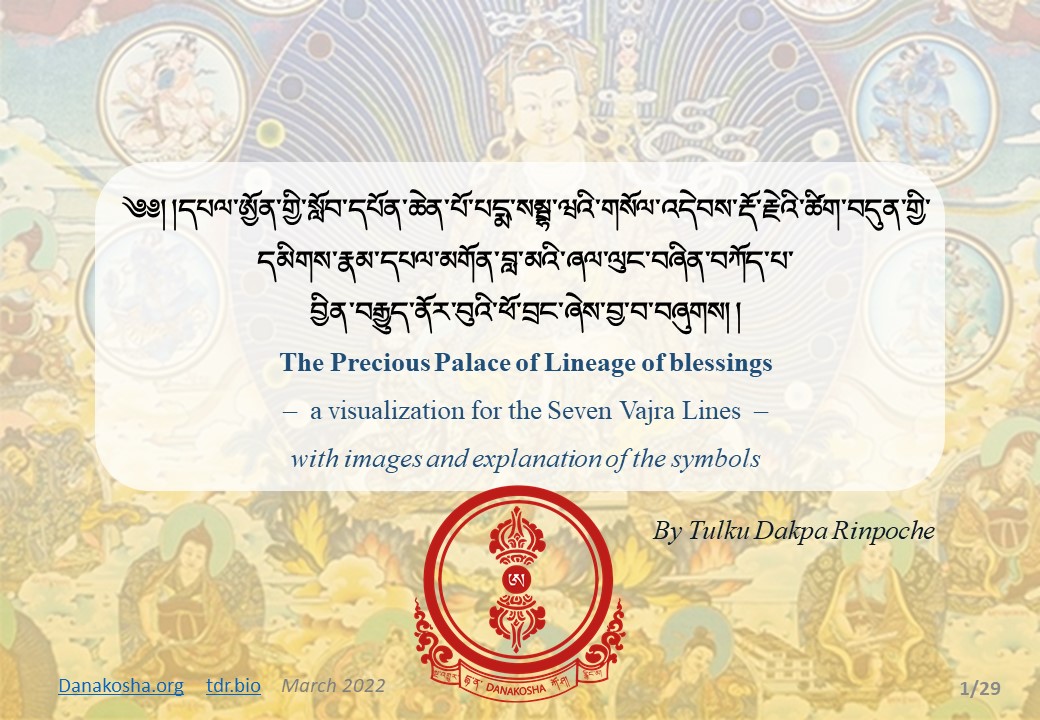 ༄༅། །དཔལ་ཨྱོན་གྱི་སློབ་དཔོན་ཆེན་པོ་པདྨ་སམྦྷ་ཝའི་གསོལ་འདེབས་རྡོ་རྗེའི་ཚིག་བདུན་གྱི་
དམིགས་རྣམ་དཔལ་མགོན་བླ་མའི་ཞལ་ལུང་བཞིན་བཀོད་པ་
བྱིན་བརྒྱུད་ནོར་བུའི་ཕོ་བྲང་ཞེས་བྱ་བ་བཞུགས། །
The Precious Palace of Lineage of blessings
– a visualization for the Seven Vajra Lines –
with images and explanation of the symbols
By Tulku Dakpa Rinpoche
DANAKOSHA
Danakosha.org tdr.bio March 2022
1/29